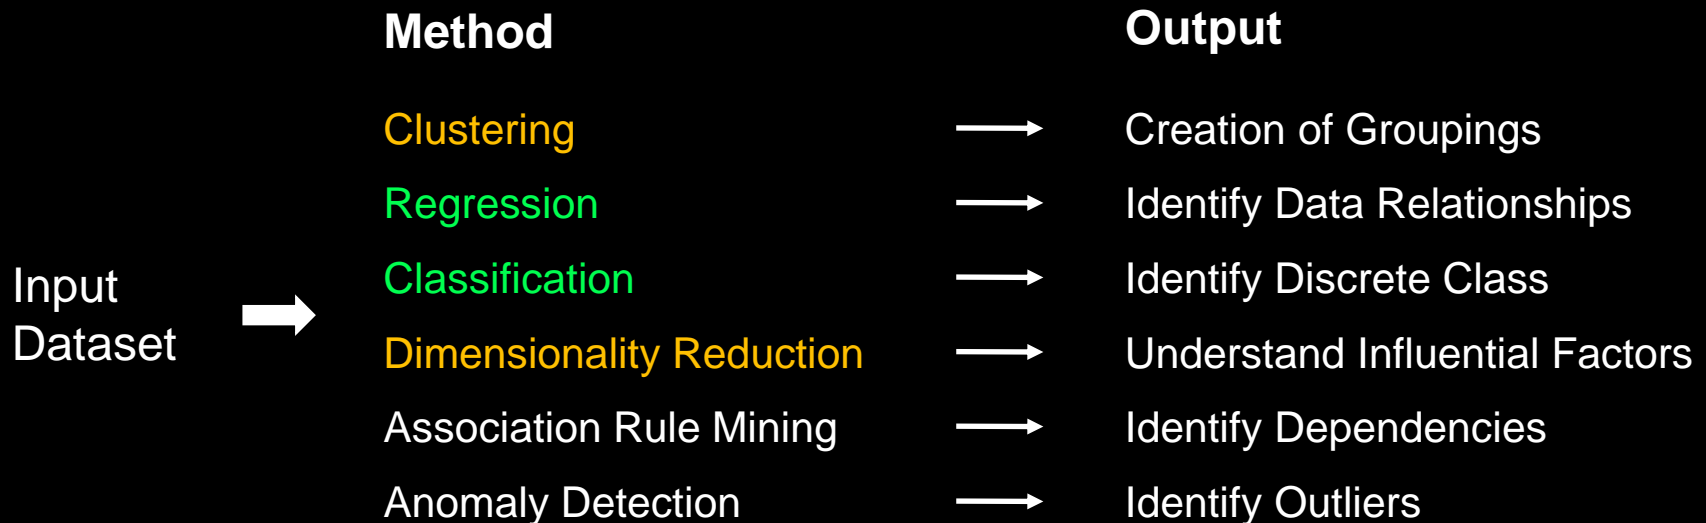 Method Output
Clustering Creation of Groupings
Regression Identify Data Relationships
Classification Identify Discrete Class
Input
Dataset
Dimensionality Reduction Understand Influential Factors
Association Rule Mining Identify Dependencies
Anomaly Detection Identify Outliers